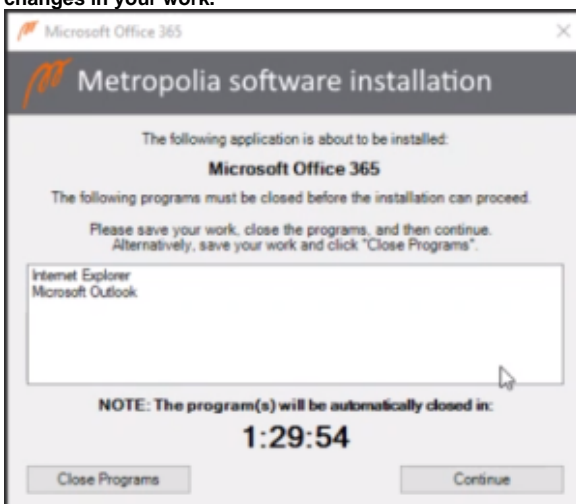 changes in your work.
Microsoft Office 365
Metropolia software installation
The following application is about to be installed:
Microsoft Office 365
The following programs must be closed before the installation can proceed.
Please save your work, close the programs, and then continue.
Alternatively, save your work and click "Close Programs".
Internet Explorer
Microsoft Outlook
NOTE: The program(s) will be automatically closed in:
1:29:54
Close Programs
Continue